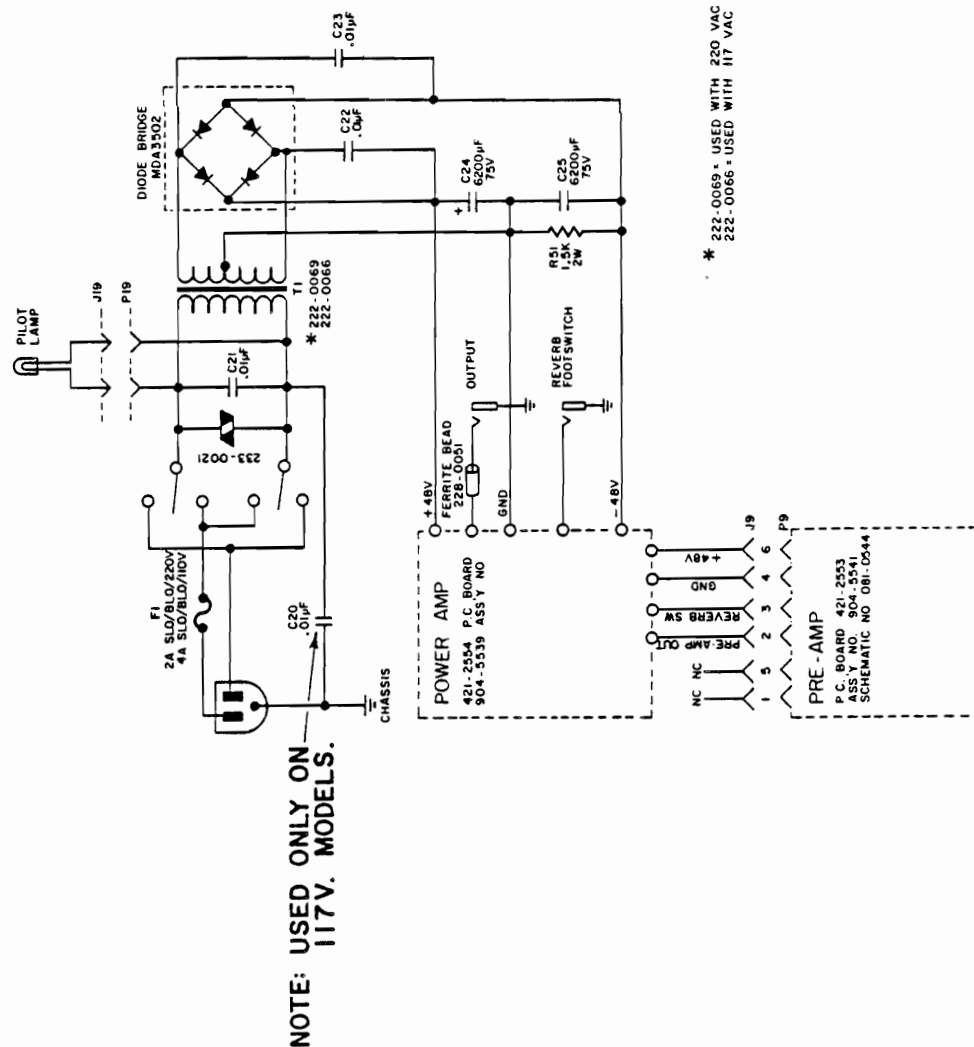 PILOT
LAMP
J19
P19
DIODE BRIDGE
MDA3502
C23
.01µF
C22
.01µF
C21
.01µF
T1
* 222-0069
222-0066
233-0021
F1
2A SLO/BLO/220V
4A SLO/BLO/110V
C20
.01µF
CHASSIS
NOTE: USED ONLY ON
117V. MODELS.
+
C24
6200µF
75V
C25
6200µF
75V
R51
1.5K
2W
* 222-0069 = USED WITH 220 VAC
222-0066 = USED WITH 117 VAC
+48V
FERRITE BEAD
228-0051
OUTPUT
GND
REVERB
FOOTSWITCH
-48V
POWER AMP
421-2554 P.C. BOARD
904-5539 ASS'Y NO
NC
NC
PRE-AMP OUT
REVERB SW
GND
+48V
J9
1 5 2 3 4 6
P9
PRE-AMP
P.C. BOARD 421-2553
ASS'Y NO. 904-5541
SCHEMATIC NO 081-0544